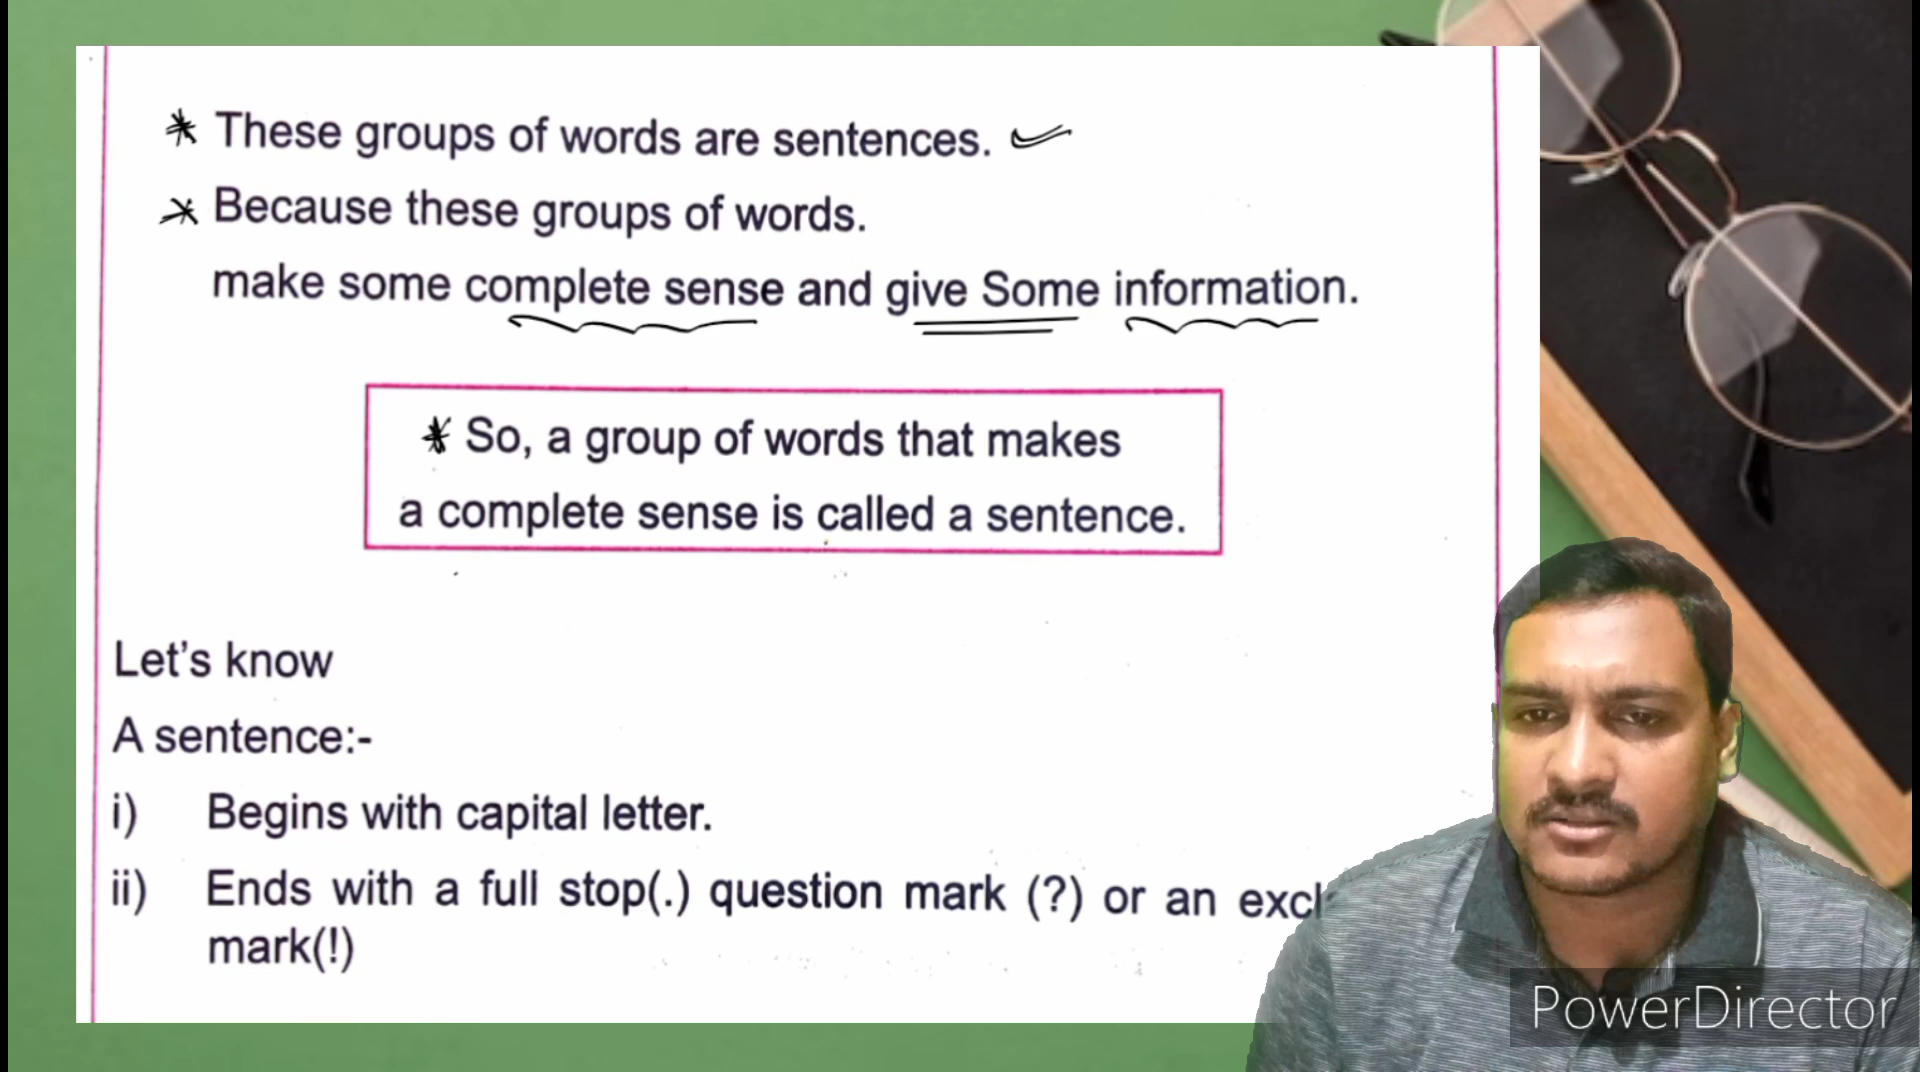 * These groups of words are sentences.
* Because these groups of words.
make some complete sense and give Some information.
* So, a group of words that makes
a complete sense is called a sentence.
Let's know
A sentence:-
i) Begins with capital letter.
ii) Ends with a full stop(.) question mark (?) or an
mark(!)
PowerDirector